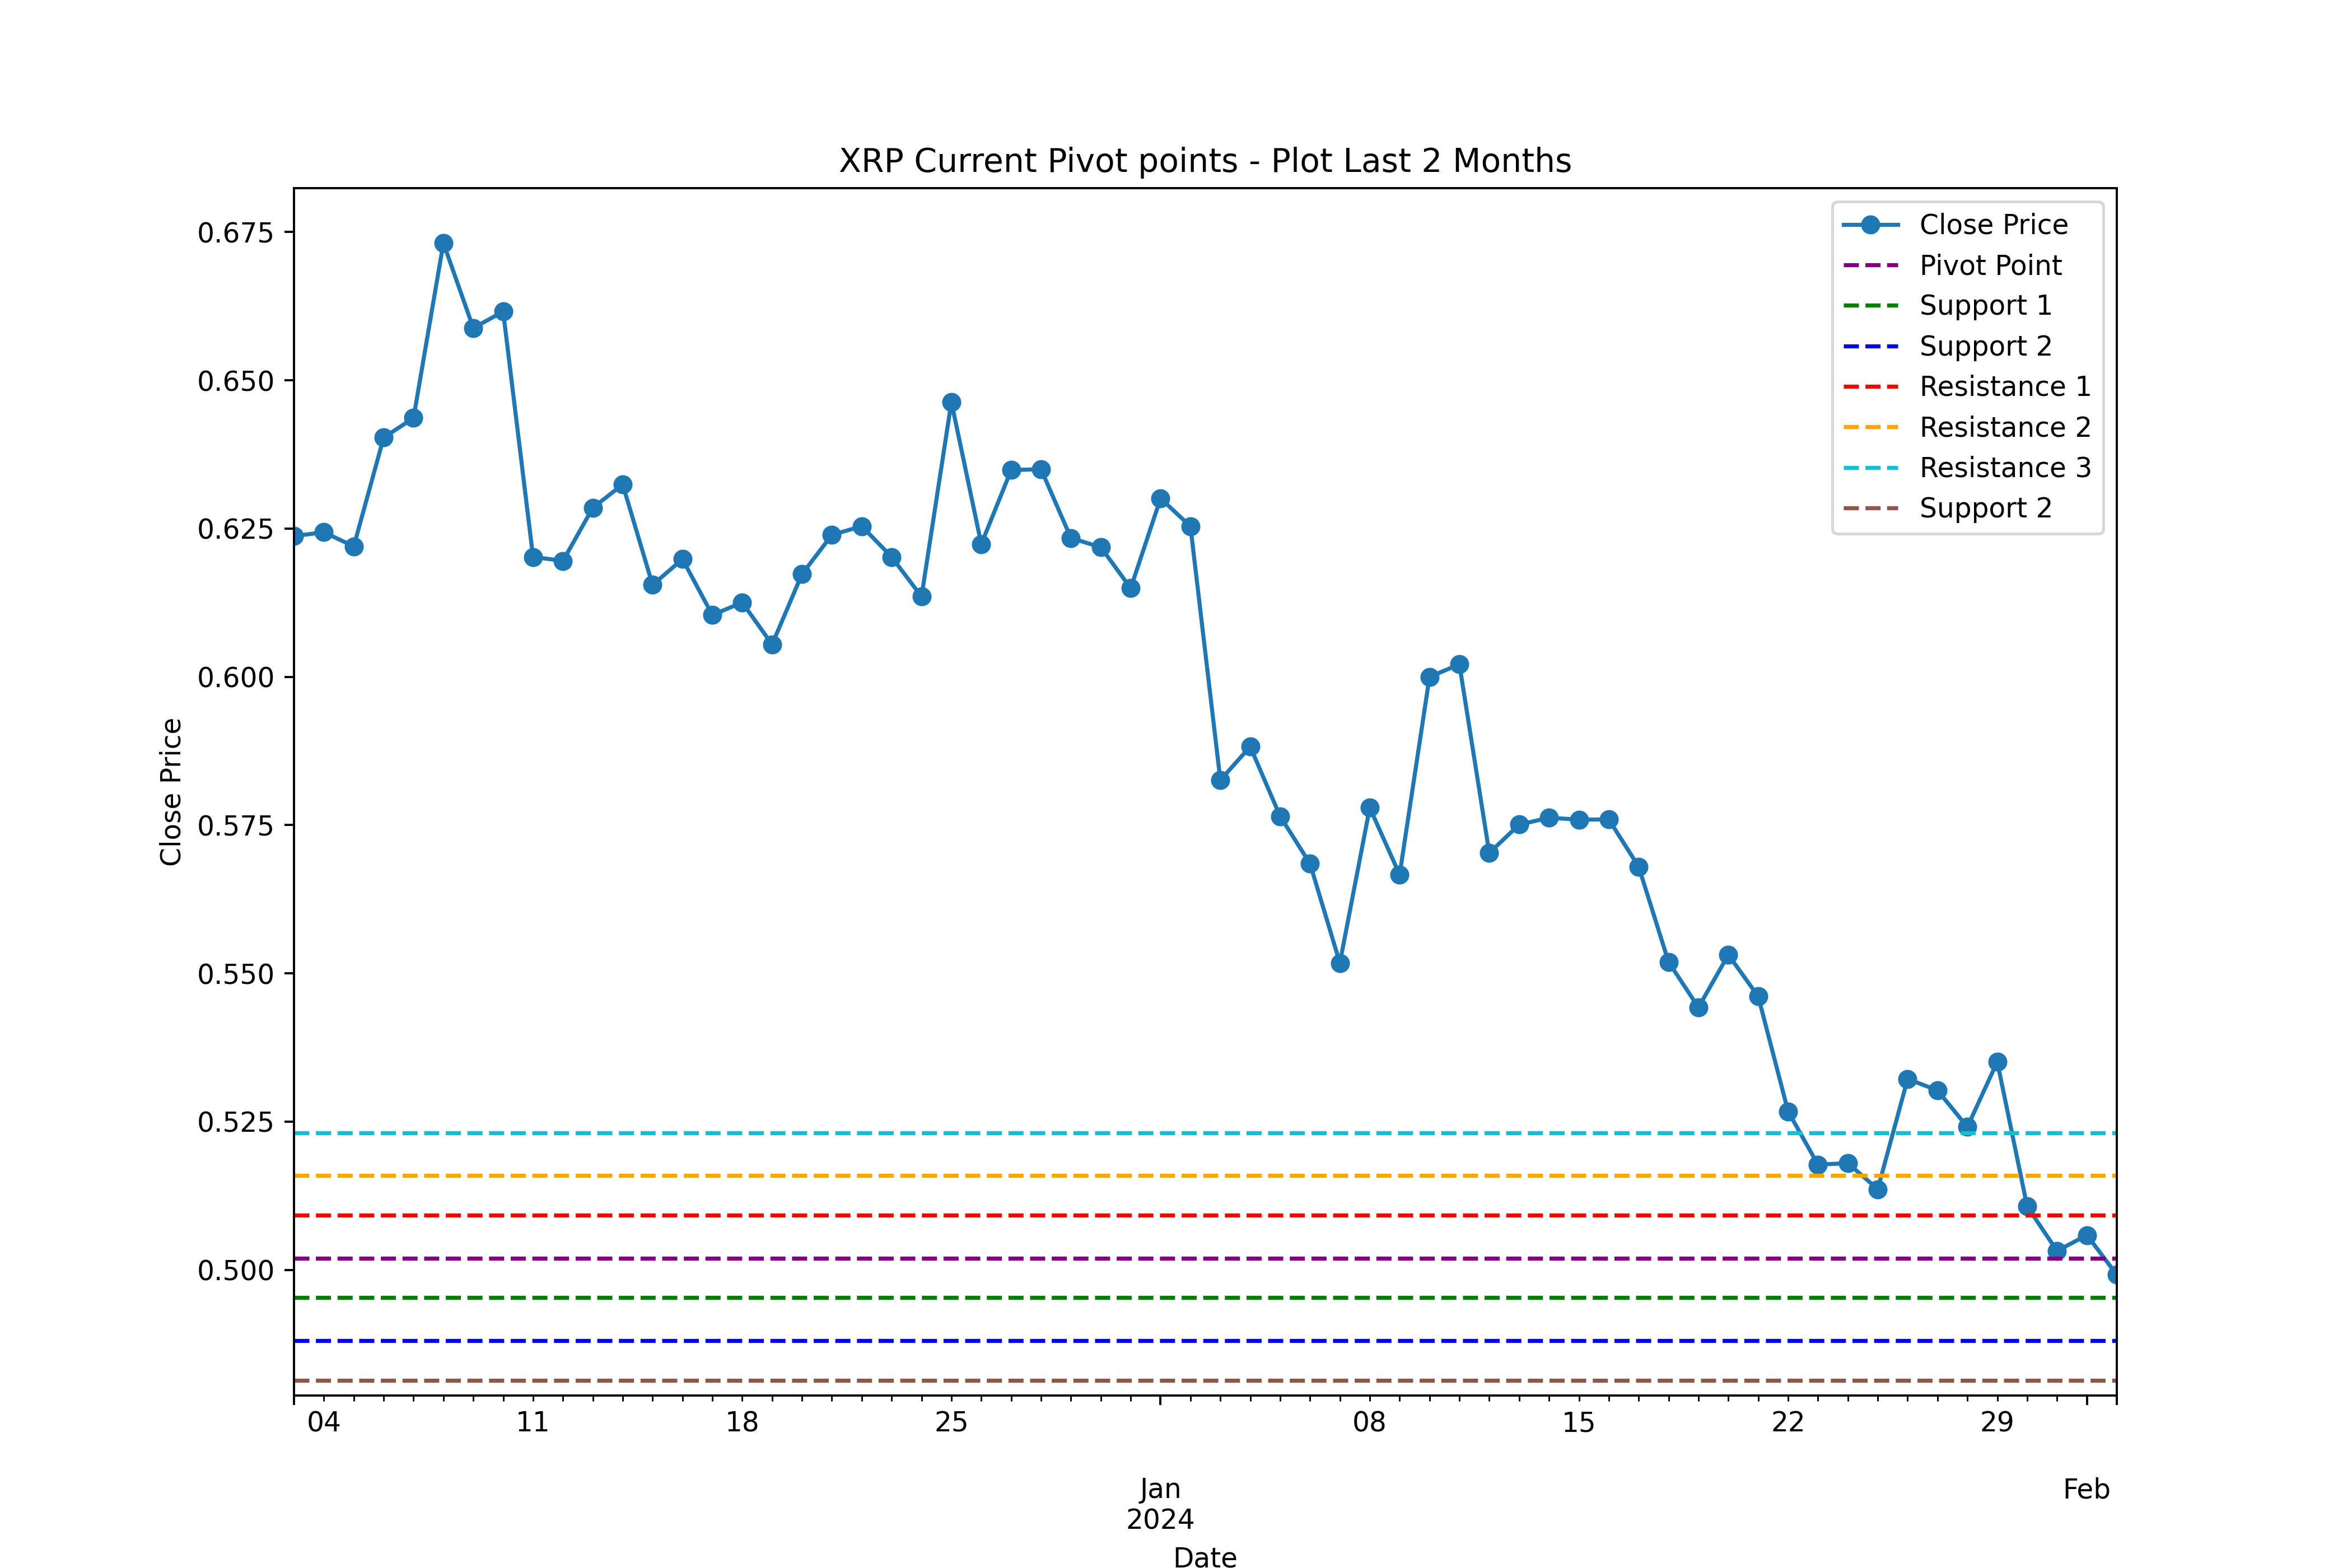 XRP Current Pivot points - Plot Last 2 Months
Close Price
Pivot Point
Support 1
Support 2
Resistance 1
Resistance 2
Resistance 3
Support 2
0.675
0.650
0.625
0.600
0.575
0.550
0.525
0.500
Close Price
04 11 18 25 08 15 22 29
Jan Feb
2024
Date